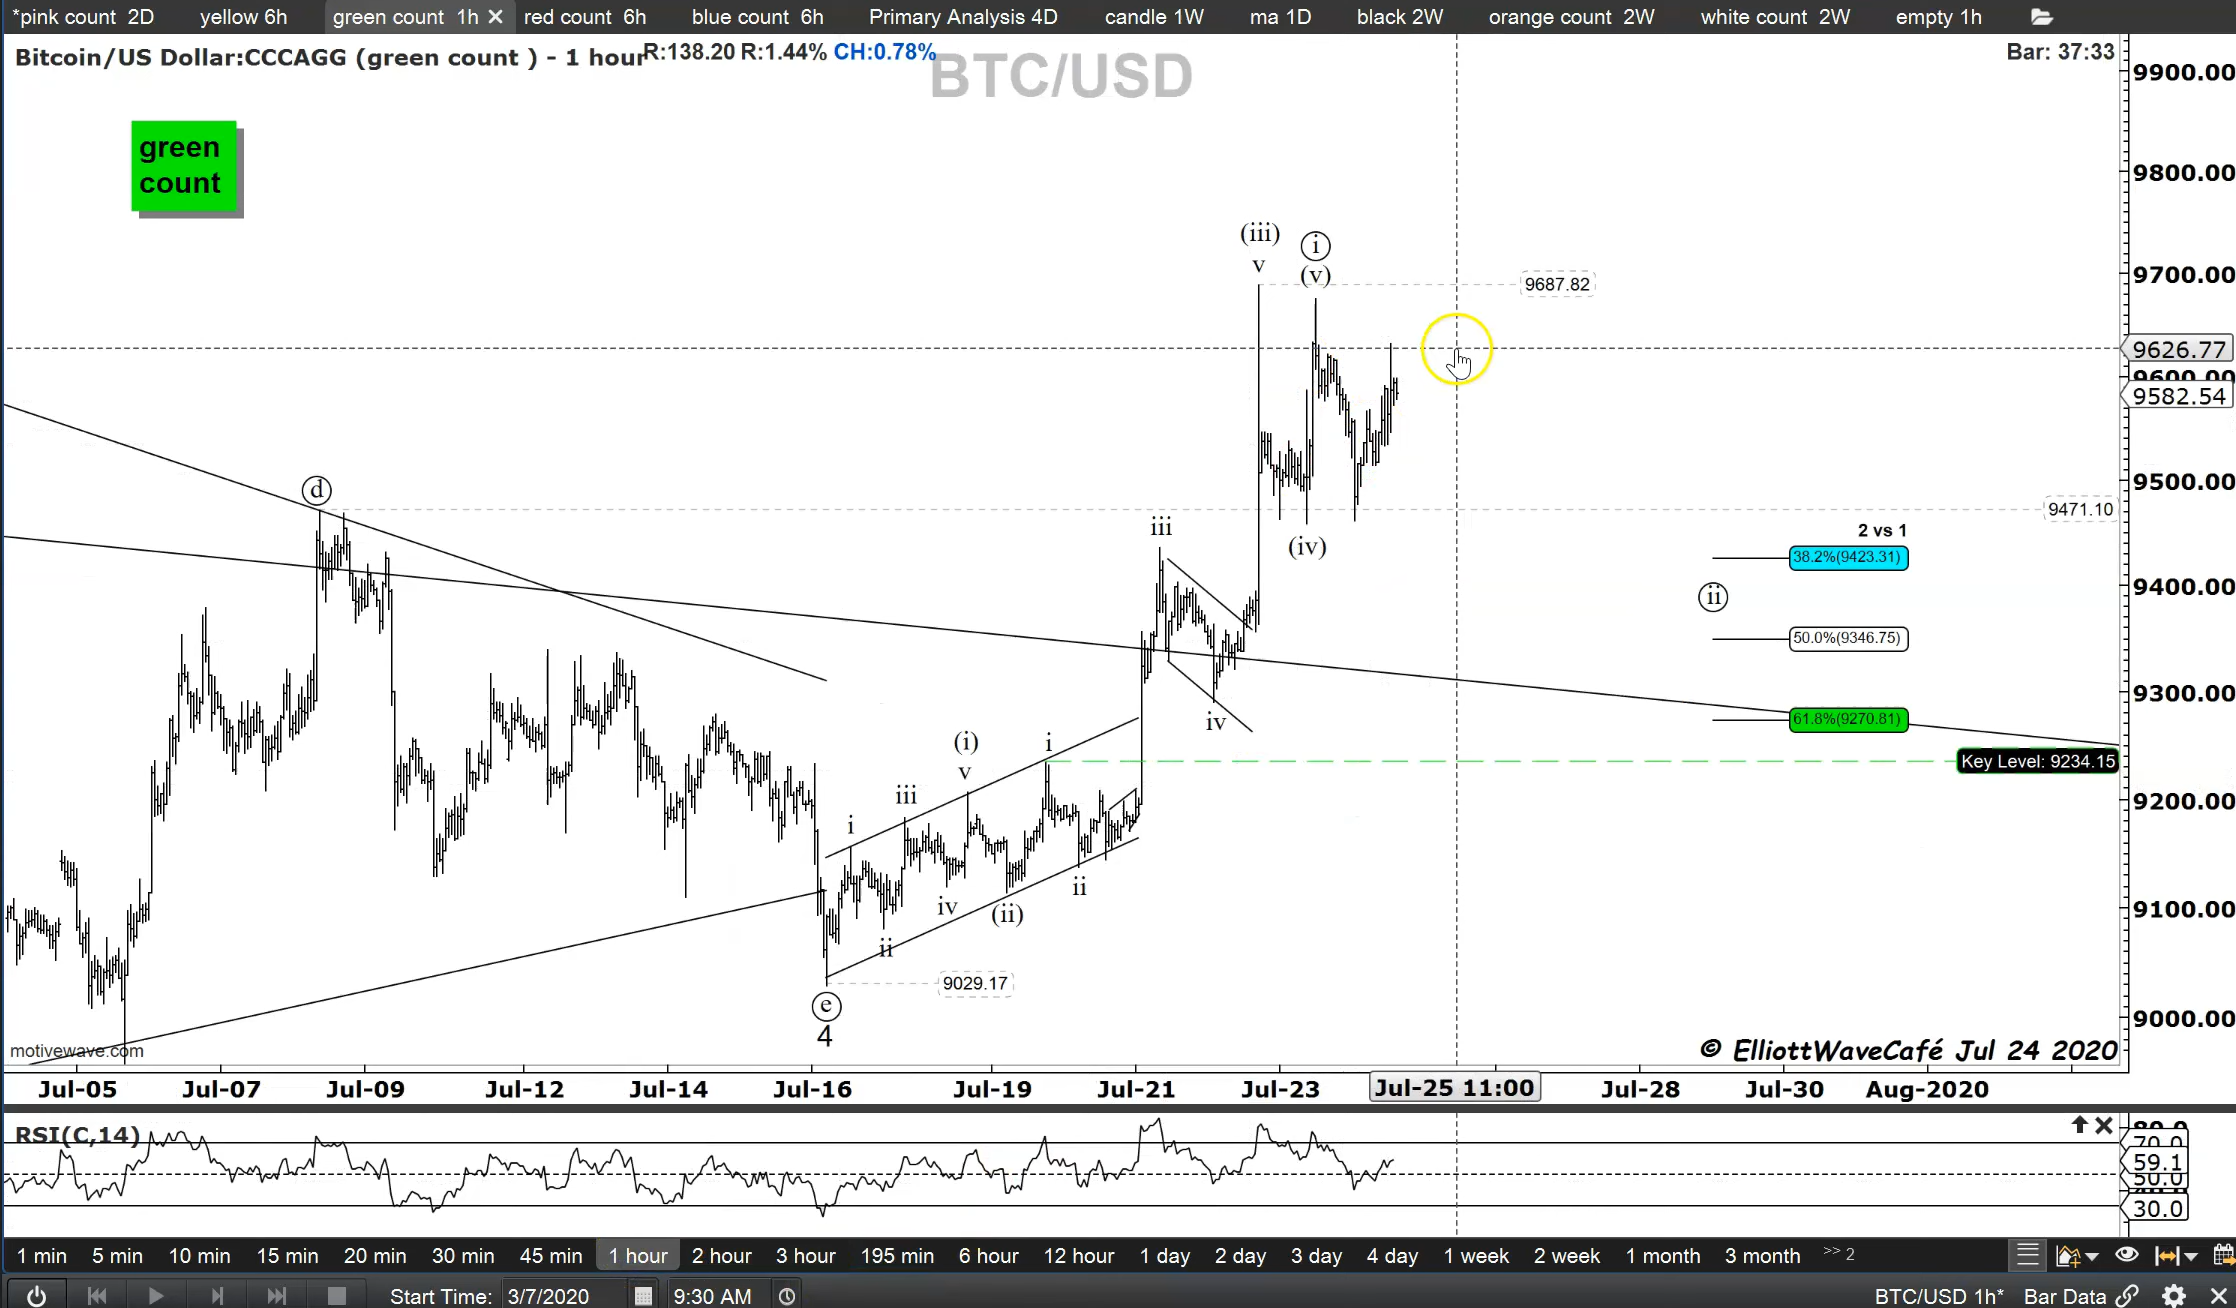 *pink count 2D yellow 6h green count 1h red count 6h blue count 6h Primary Analysis 4D candle 1W ma 1D black 2W orange count 2W white count 2W empty 1h
Bitcoin/US Dollar:CCCAGG (green count ) - 1 hour R:138.20 R:1.44% CH:0.78% Bar: 37:33
BTC/USD
green
count
9900.00
9800.00
(iii)
i
v
(v)
9700.00
9687.82
9626.77
9600.00
9582.54
d
9500.00
9471.10
iii
2 vs 1
(iv)
38.2%(9423.31)
9400.00
ii
50.0%(9346.75)
9300.00
iv
61.8%(9270.81)
(i)
i
Key Level: 9234.15
v
iii
9200.00
i
ii
iv
(ii)
9100.00
ii
9029.17
e
4
9000.00
motivewave.com
© ElliottWaveCafé Jul 24 2020
Jul-05 Jul-07 Jul-09 Jul-12 Jul-14 Jul-16 Jul-19 Jul-21 Jul-23 Jul-25 11:00 Jul-28 Jul-30 Aug-2020
RSI(C,14)
80.0
70.0
59.1
50.0
30.0
1 min 5 min 10 min 15 min 20 min 30 min 45 min 1 hour 2 hour 3 hour 195 min 6 hour 12 hour 1 day 2 day 3 day 4 day 1 week 2 week 1 month 3 month >> 2
Start Time: 3/7/2020 9:30 AM BTC/USD 1h* Bar Data